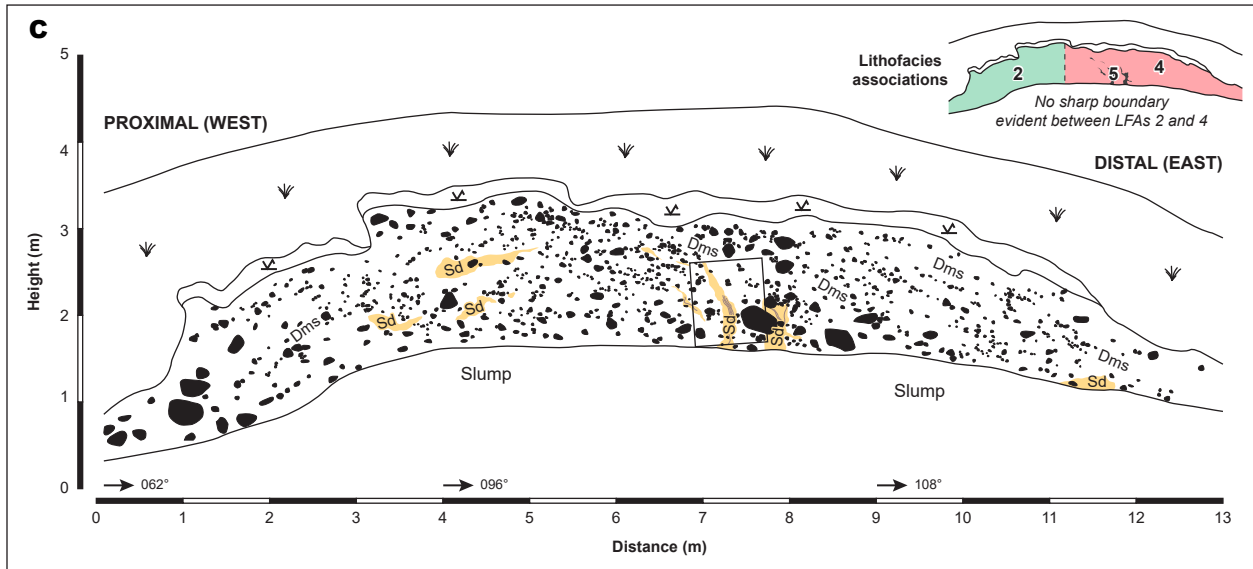 C
5
4
3
2
1
0
Height (m)
PROXIMAL (WEST)
DISTAL (EAST)
Lithofacies
associations
2
5
4
No sharp boundary
evident between LFAs 2 and 4
Dms
Sd
Sd
Sd
Dms
Sd
Sd
Dms
Dms
Dms
Sd
Slump
Slump
062°
096°
108°
0 1 2 3 4 5 6 7 8 9 10 11 12 13
Distance (m)